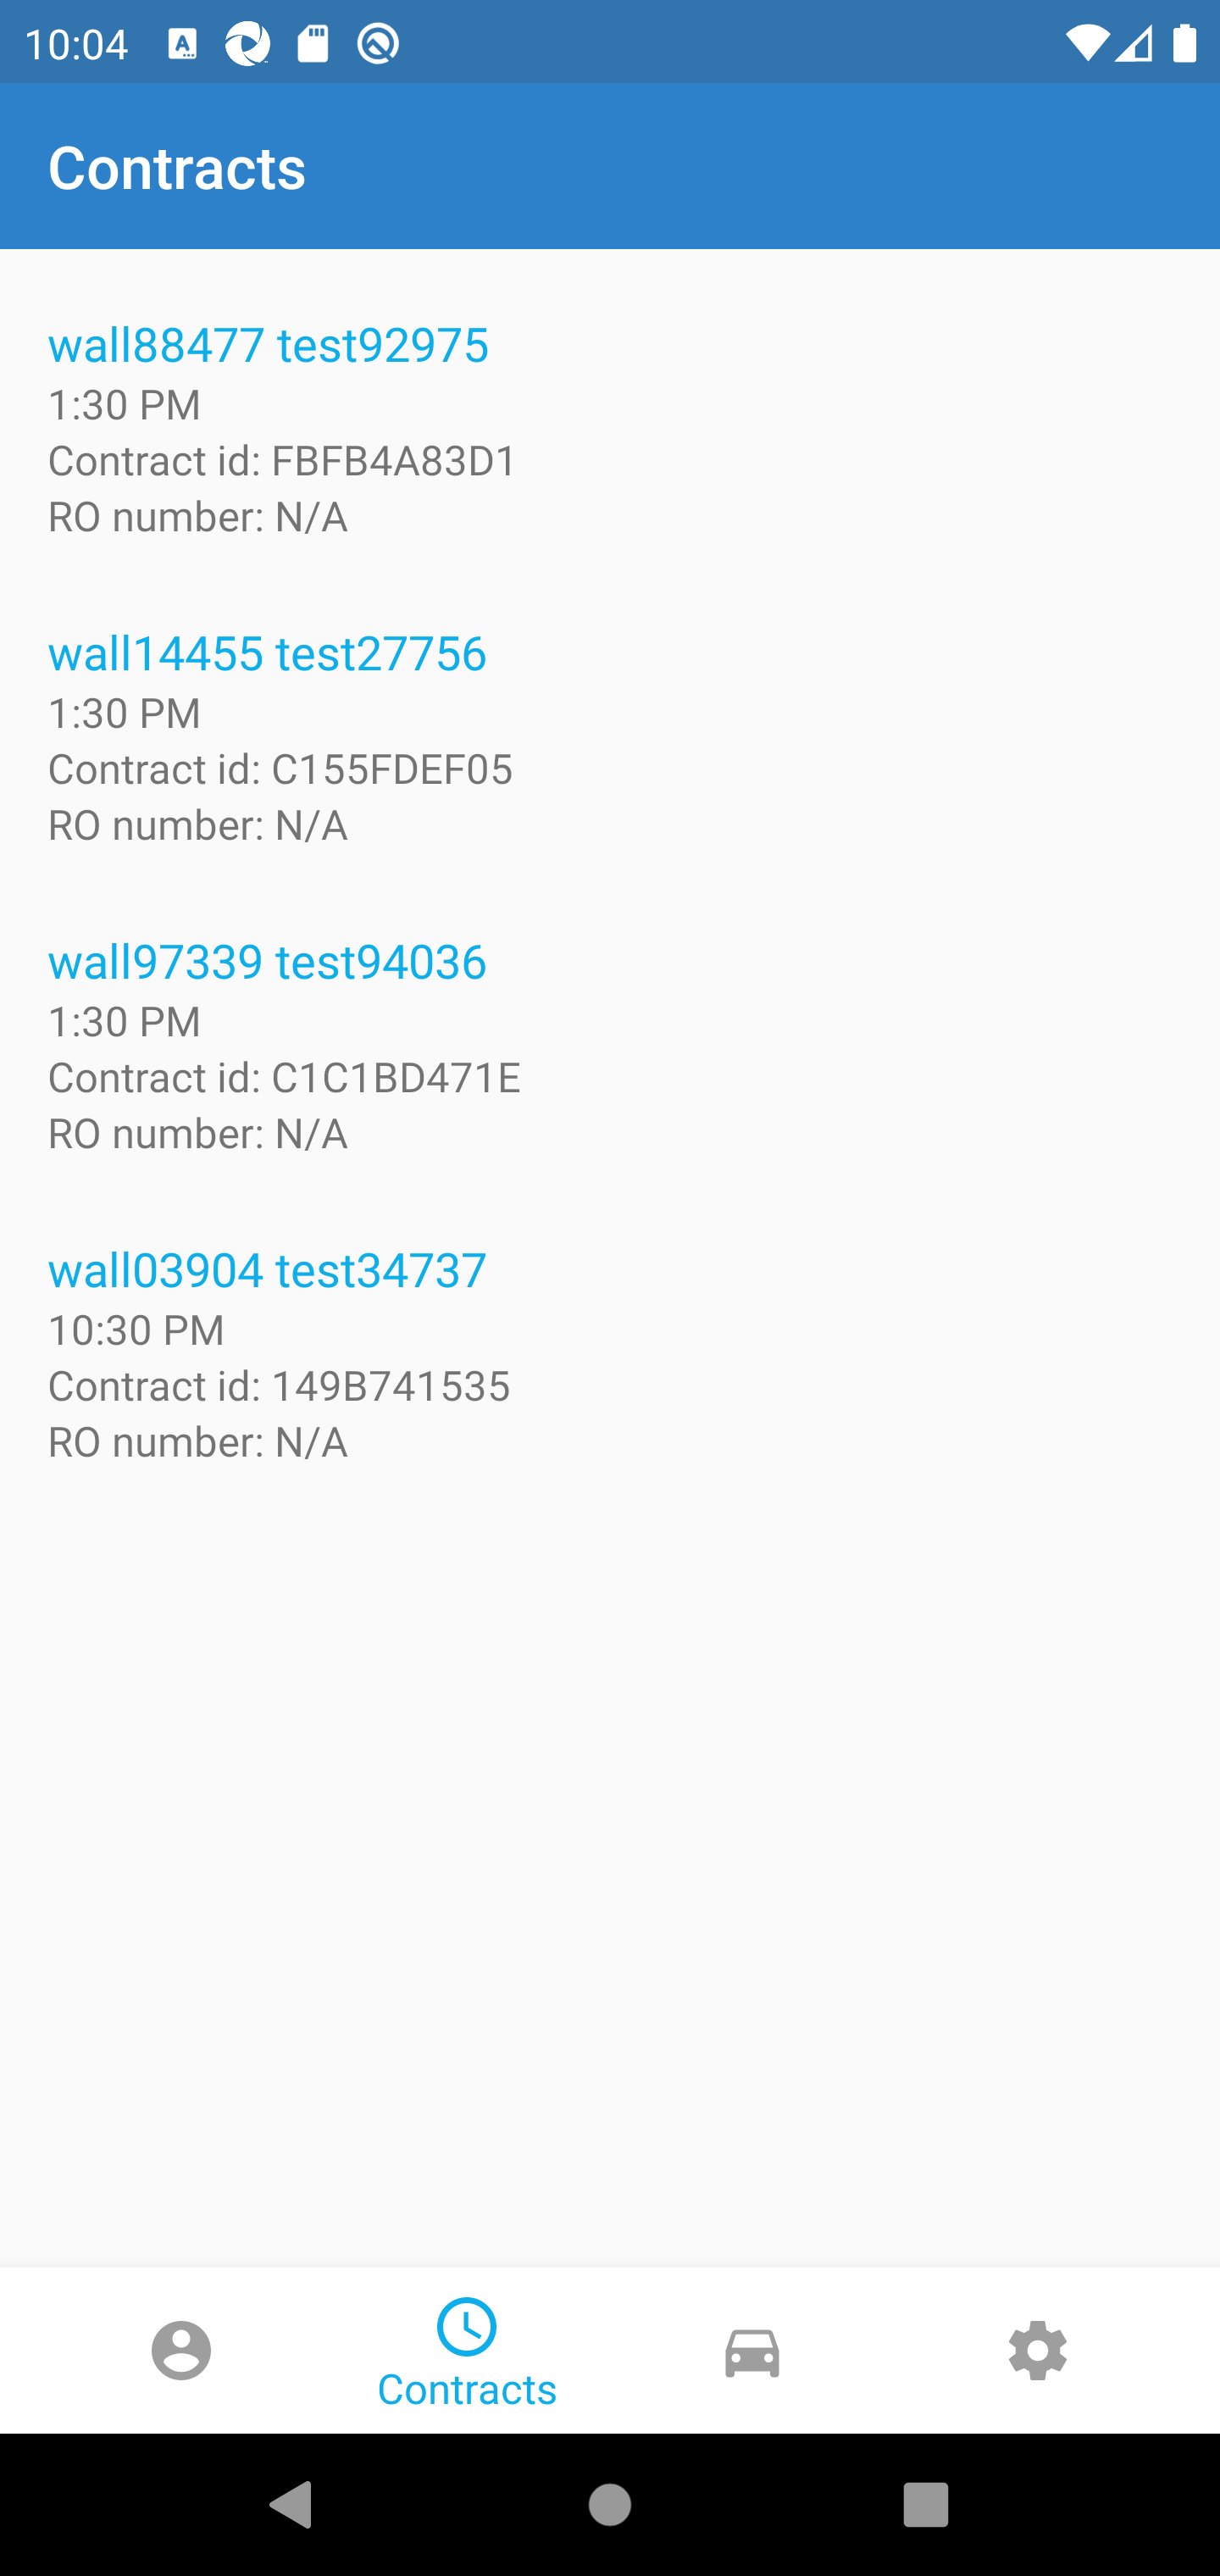 10:04
Contracts
wall88477 test92975
1:30 PM
Contract id: FBFB4A83D1
RO number: N/A
wall14455 test27756
1:30 PM
Contract id: C155FDEF05
RO number: N/A
wall97339 test94036
1:30 PM
Contract id: C1C1BD471E
RO number: N/A
wall03904 test34737
10:30 PM
Contract id: 149B741535
RO number: N/A
Contracts